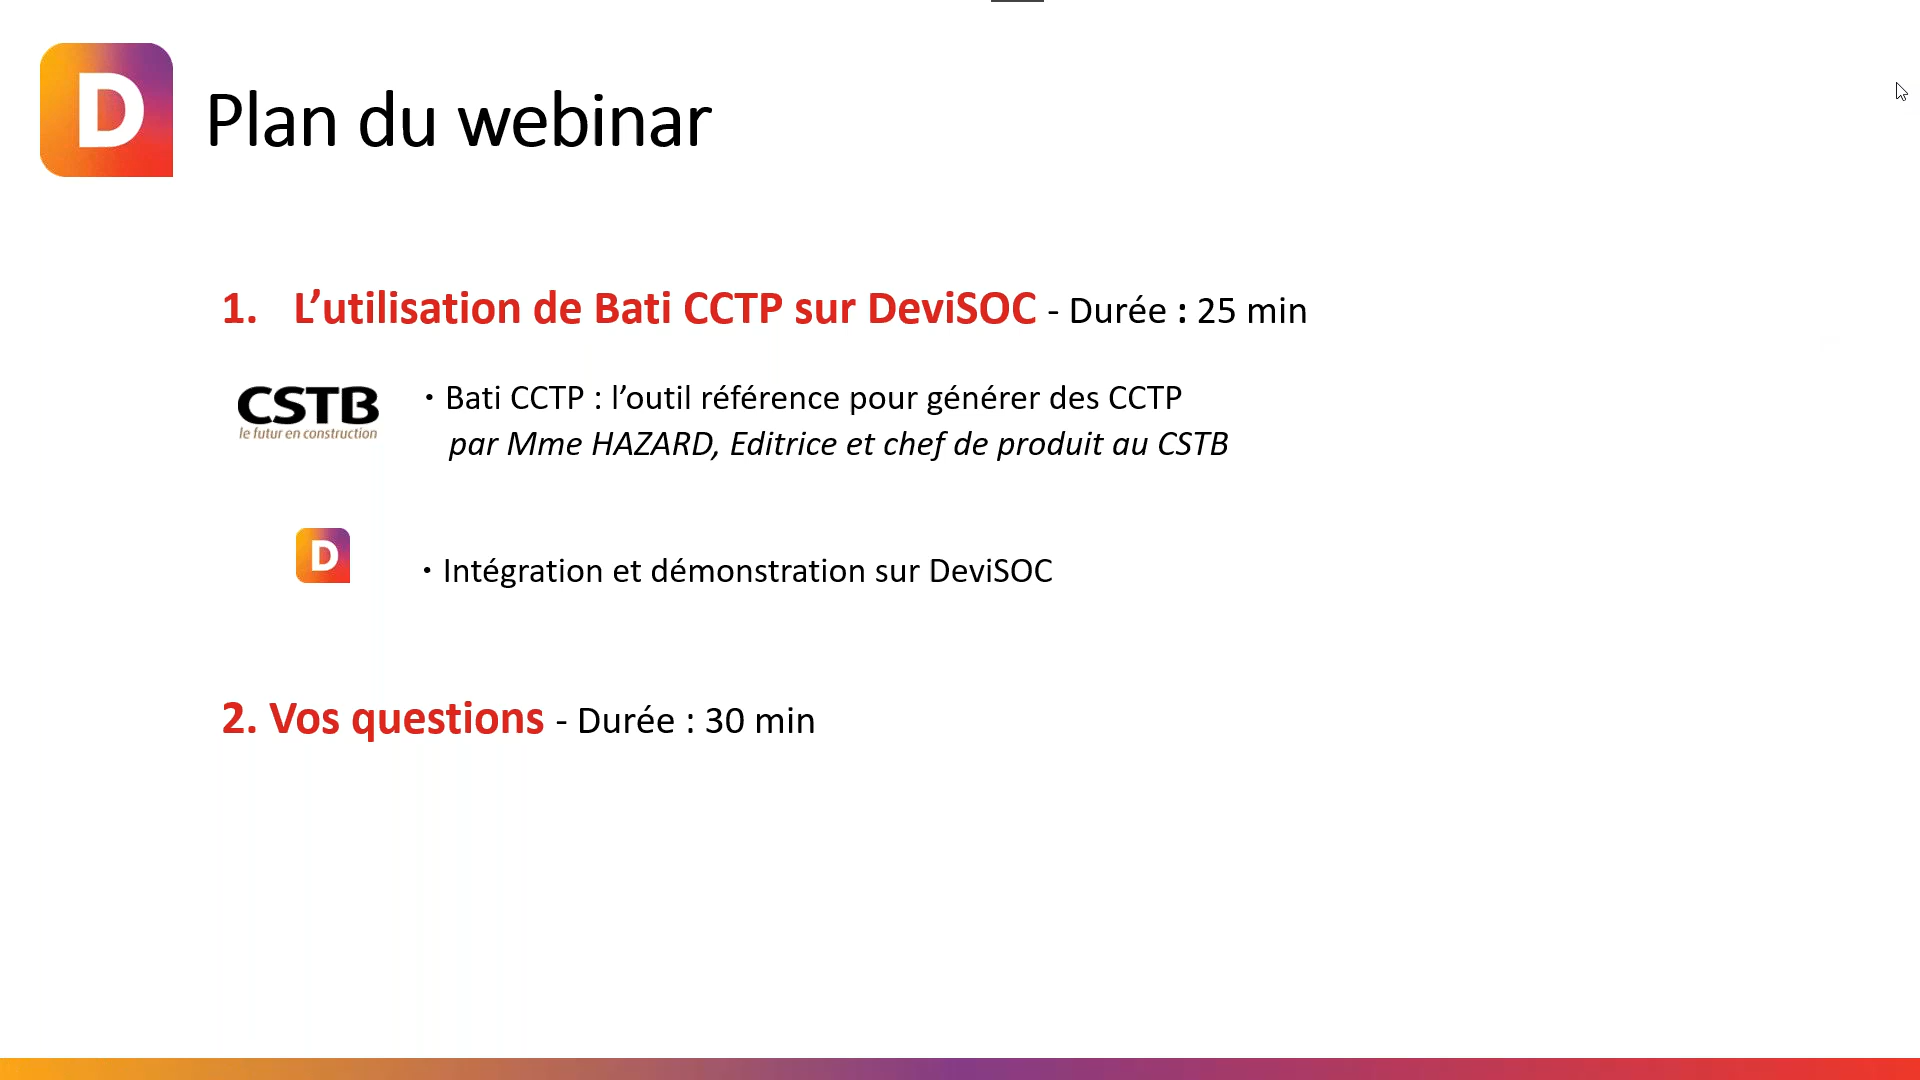 D
Plan du webinar
1. L’utilisation de Bati CCTP sur DeviSOC - Durée : 25 min
CSTB
le futur en construction
· Bati CCTP : l’outil référence pour générer des CCTP
par Mme HAZARD, Editrice et chef de produit au CSTB
D
· Intégration et démonstration sur DeviSOC
2. Vos questions - Durée : 30 min